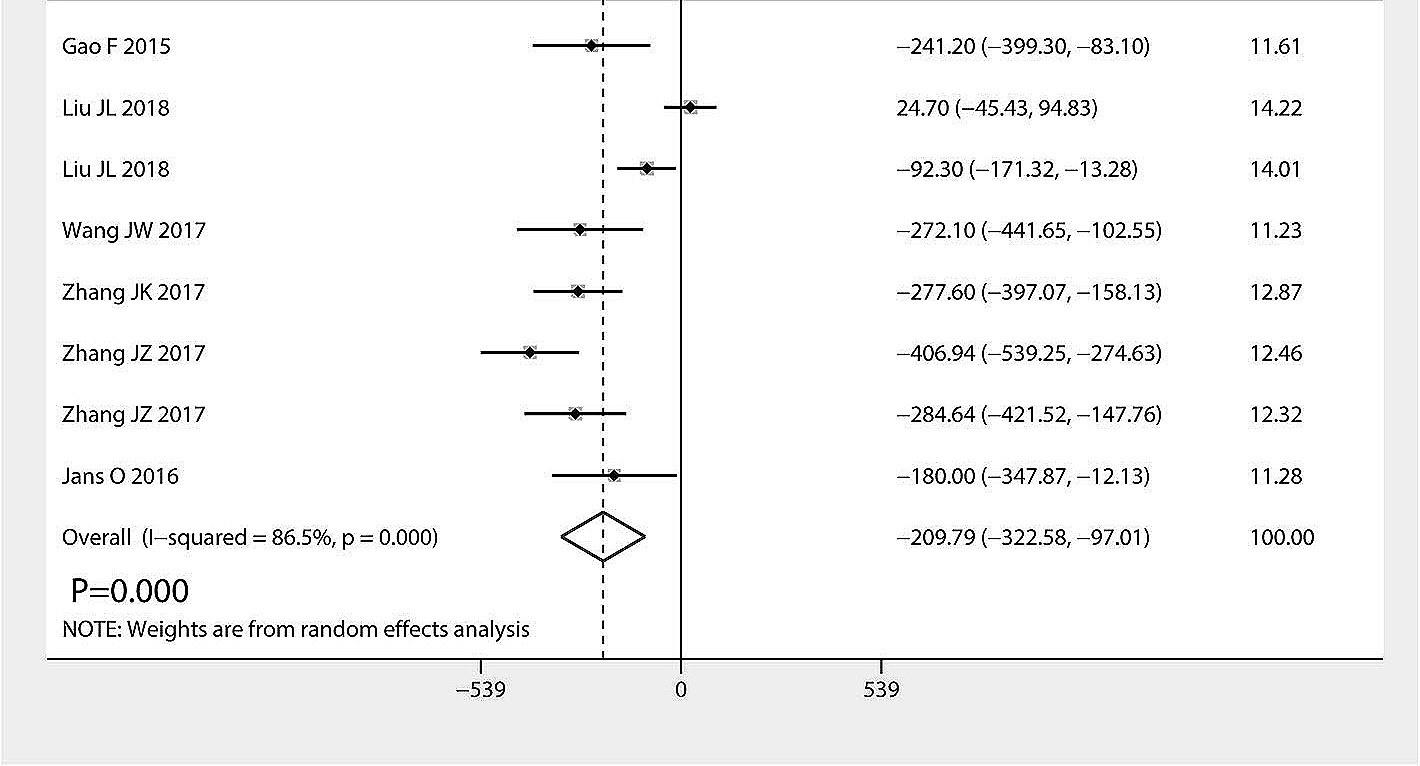 Gao F 2015 −241.20 (−399.30, −83.10) 11.61
Liu JL 2018 24.70 (−45.43, 94.83) 14.22
Liu JL 2018 −92.30 (−171.32, −13.28) 14.01
Wang JW 2017 −272.10 (−441.65, −102.55) 11.23
Zhang JK 2017 −277.60 (−397.07, −158.13) 12.87
Zhang JZ 2017 −406.94 (−539.25, −274.63) 12.46
Zhang JZ 2017 −284.64 (−421.52, −147.76) 12.32
Jans O 2016 −180.00 (−347.87, −12.13) 11.28
Overall (I−squared = 86.5%, p = 0.000) −209.79 (−322.58, −97.01) 100.00
P=0.000
NOTE: Weights are from random effects analysis
−539 0 539